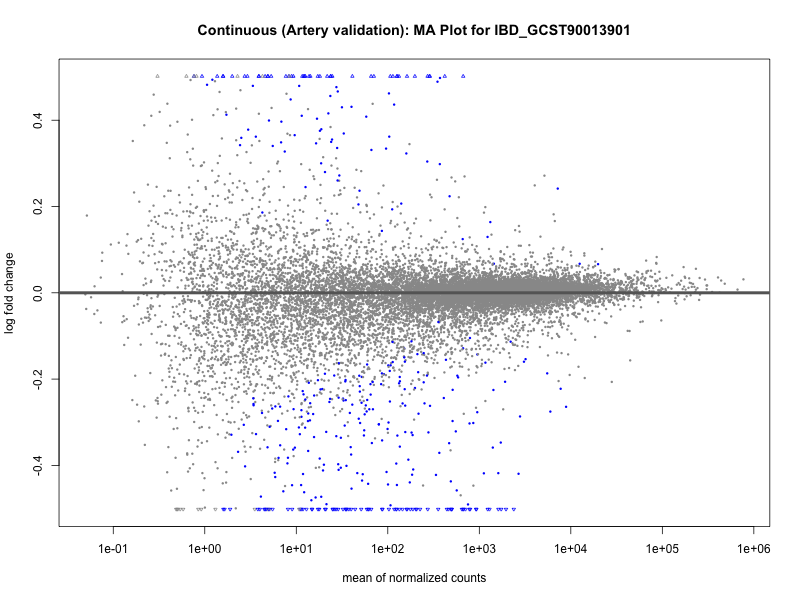 Continuous (Artery validation): MA Plot for IBD_GCST90013901
log fold change
0.4
0.2
0.0
-0.2
-0.4
1e-01 1e+00 1e+01 1e+02 1e+03 1e+04 1e+05 1e+06
mean of normalized counts